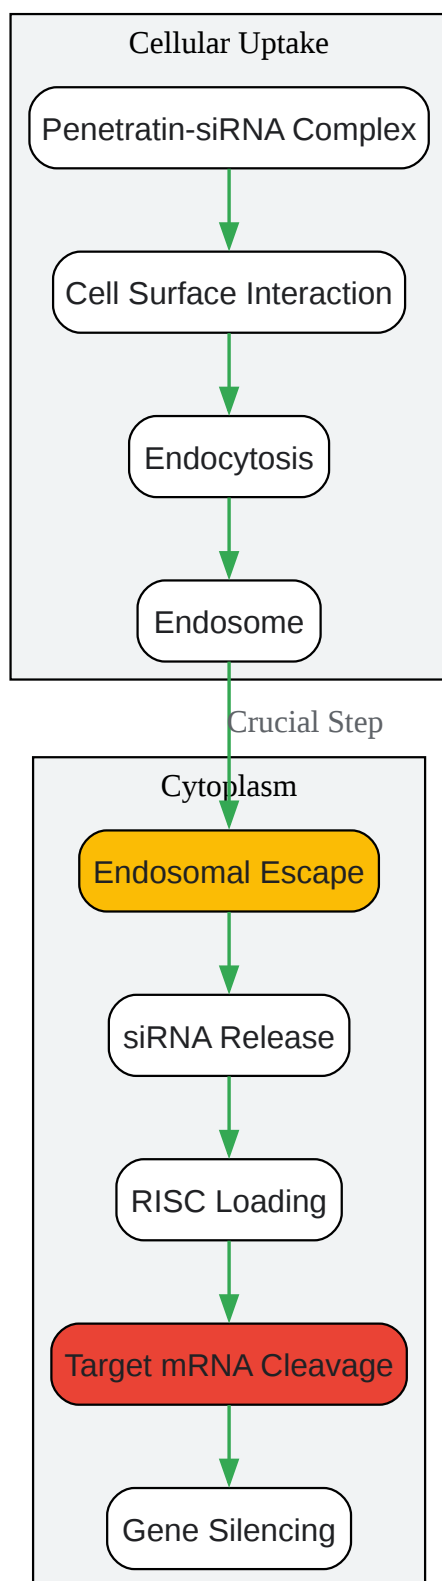 Cellular Uptake
Penetratin-siRNA Complex
Cell Surface Interaction
Endocytosis
Endosome
Crucial Step
Cytoplasm
Endosomal Escape
siRNA Release
RISC Loading
Target mRNA Cleavage
Gene Silencing